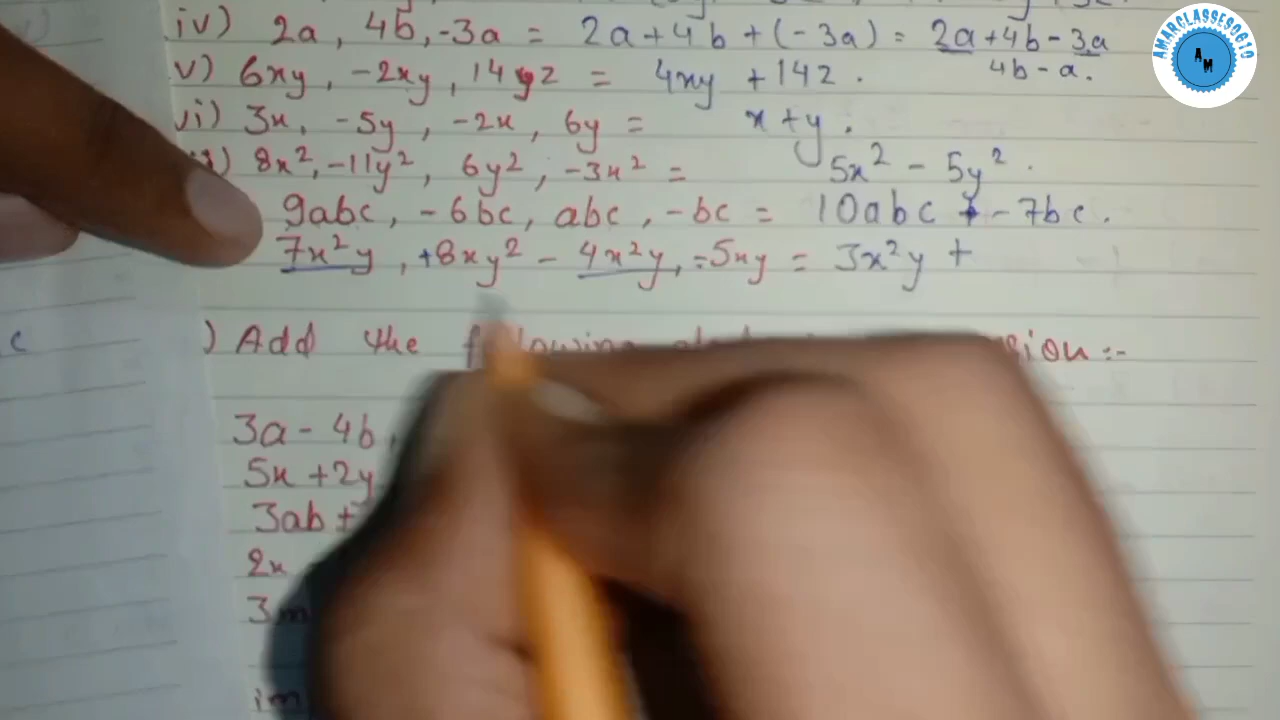 iv) 2a, 4b, -3a = 2a+4b+(-3a) = 2a+4b-3a
4b-a.
v) 6xy, -2xy, 14yz = 4xy + 14z.
vi) 3x, -5y, -2x, 6y = x+y.
8x², -11y², 6y², -3x² = 5x² - 5y².
9abc, -6bc, abc, -bc = 10abc - 7bc.
7x²y, +8xy² - 4x²y, -5xy = 3x²y +
c
) Add the following
3a - 4b,
5x + 2y
3ab +
2x
3m
AMARCLASSES0610
AM